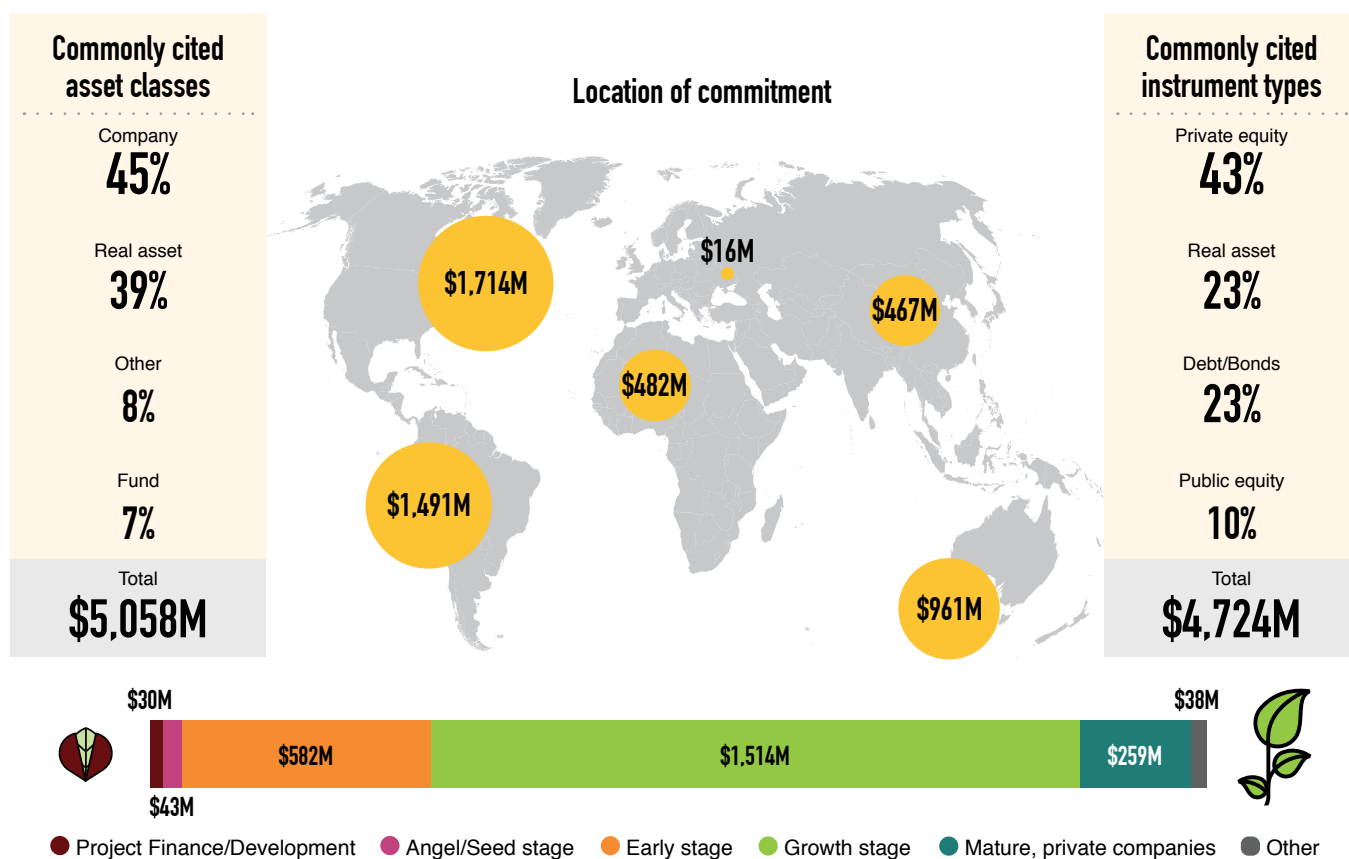 Commonly cited
asset classes
Company
45%
Real asset
39%
Other
8%
Fund
7%
Total
$5,058M
Location of commitment
$1,714M
$16M
$467M
$482M
$1,491M
$961M
Commonly cited
instrument types
Private equity
43%
Real asset
23%
Debt/Bonds
23%
Public equity
10%
Total
$4,724M
$30M
$38M
$582M
$1,514M
$259M
$43M
Project Finance/Development
Angel/Seed stage
Early stage
Growth stage
Mature, private companies
Other